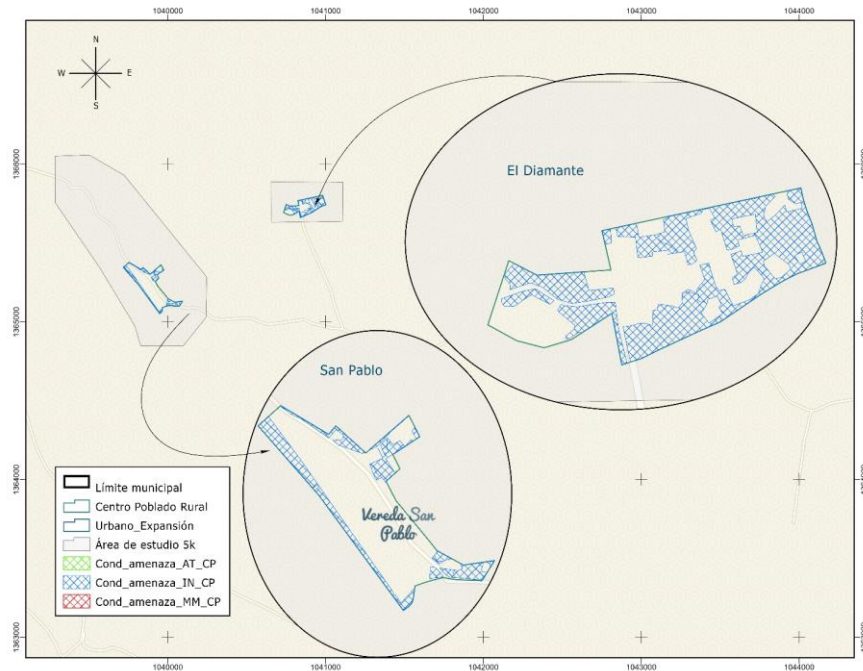 1040000 1041000 1042000 1043000 1044000
N
W E
S
1366000
El Diamante
1365000
San Pablo
1364000
Vereda San
Pablo
Límite municipal
Centro Poblado Rural
Urbano_Expansión
Área de estudio 5k
Cond_amenaza_AT_CP
Cond_amenaza_IN_CP
Cond_amenaza_MM_CP
1363000
1040000 1041000 1042000 1043000 1044000